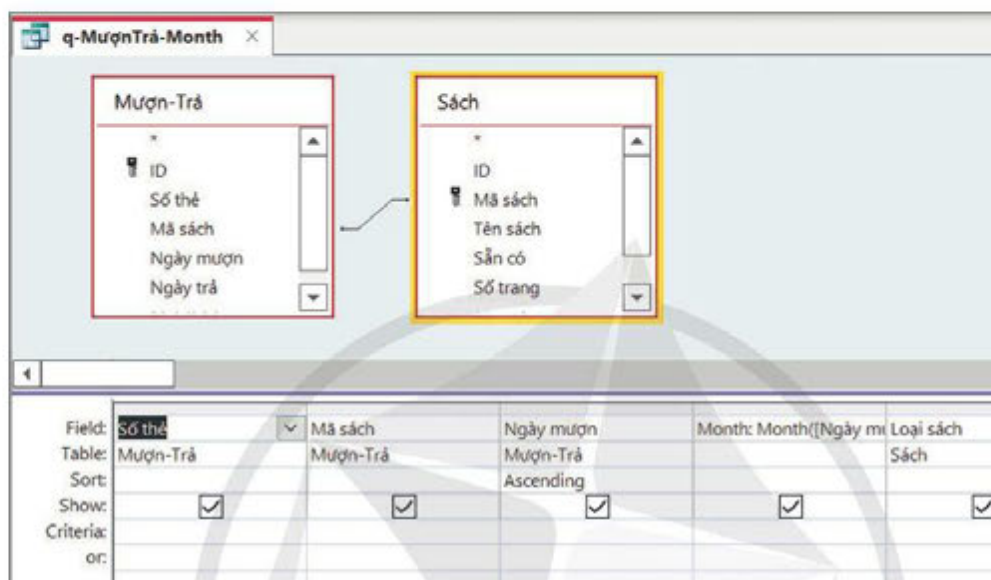 q-MượnTrả-Month
Mượn-Trả
*
ID
Số thẻ
Mã sách
Ngày mượn
Ngày trả
Sách
*
ID
Mã sách
Tên sách
Sẵn có
Số trang
Field: Số thẻ Mã sách Ngày mượn Month: Month([Ngày mu Loại sách
Table: Mượn-Trả Mượn-Trả Mượn-Trả Sách
Sort: Ascending
Show:
Criteria:
or: